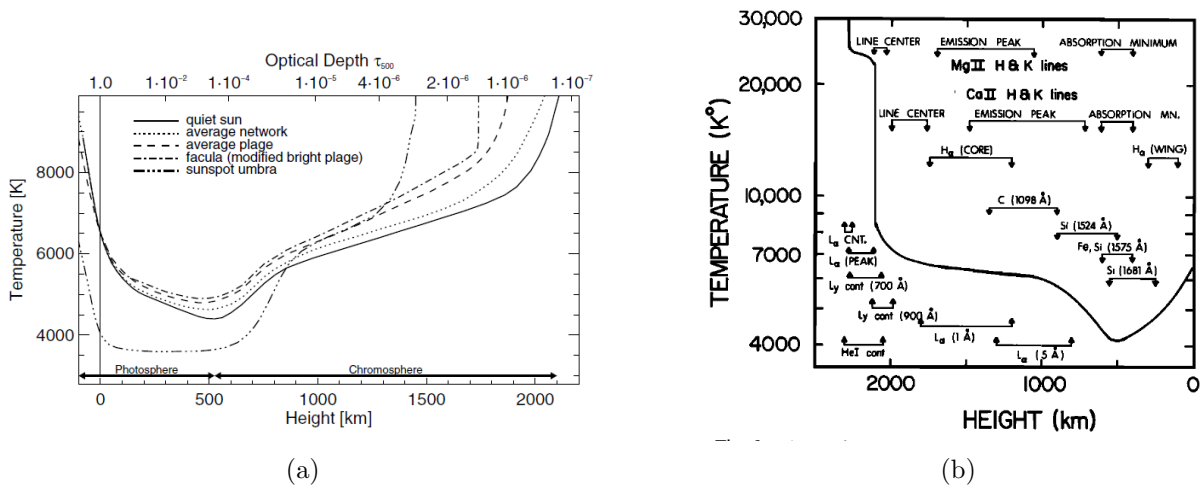 Optical Depth τ500
1.0 1·10-2 1·10-4 1·10-5 4·10-6 2·10-6 1·10-6 1·10-7
quiet sun
average network
average plage
facula (modified bright plage)
sunspot umbra
8000
6000
4000
Temperature [K]
Photosphere
Chromosphere
0 500 1000 1500 2000
Height [km]
(a)
30,000
20,000
10,000
7000
4000
TEMPERATURE (K°)
LINE CENTER EMISSION PEAK ABSORPTION MINIMUM
Mg II H & K lines
Ca II H & K lines
LINE CENTER EMISSION PEAK ABSORPTION MN.
Hα (CORE) Hα (WING)
C (1098 Å)
Si (1524 Å)
Lα CNT. Fe, Si (1575 Å)
Lα (PEAK)
Si (1681 Å)
Ly cont (700 Å)
Ly cont (900 Å)
Lα (1 Å)
HeI cont Lα (.5 Å)
2000 1000 0
HEIGHT (km)
(b)